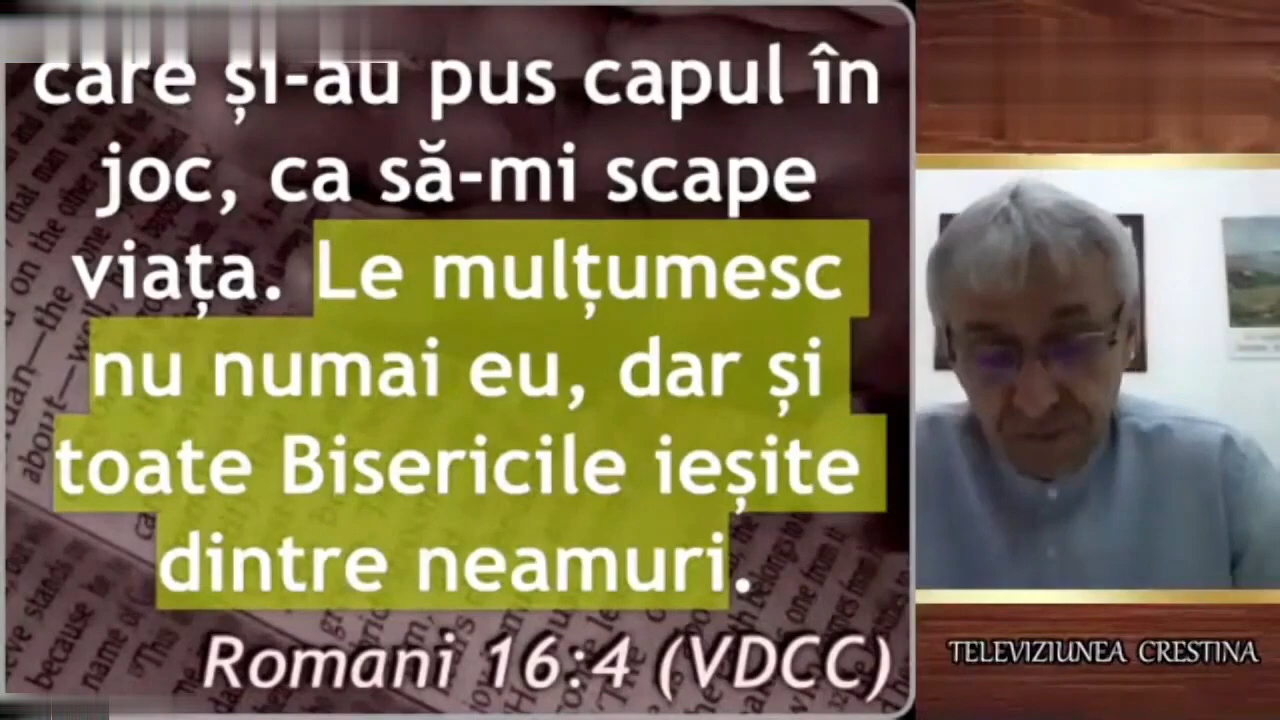 care și-au pus capul în
joc, ca să-mi scape
viața. Le mulțumesc
nu numai eu, dar și
toate Bisericile ieșite
dintre neamuri.
Romani 16:4 (VDCC)
TELEVIZIUNEA CRESTINA